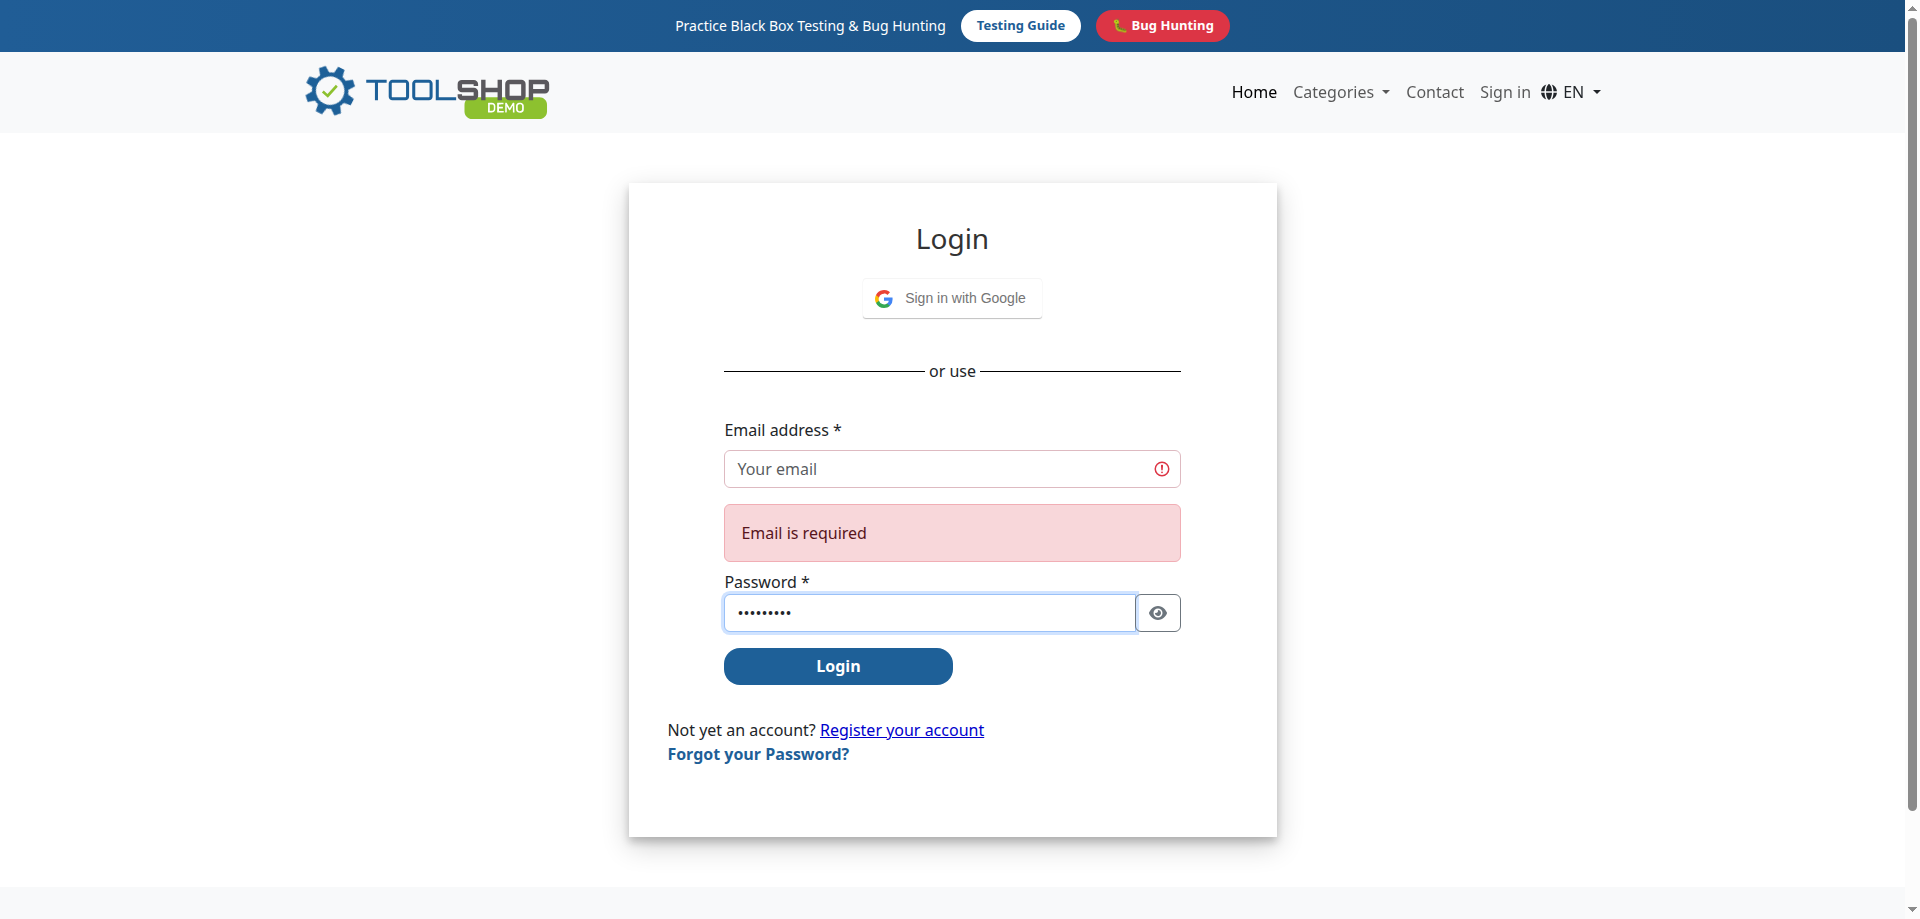 Practice Black Box Testing & Bug Hunting Testing Guide 🐛 Bug Hunting
TOOLSHOP
DEMO
Home Categories Contact Sign in EN
Login
Sign in with Google
or use
Email address *
Your email
Email is required
Password *
•••••••••
Login
Not yet an account? Register your account
Forgot your Password?